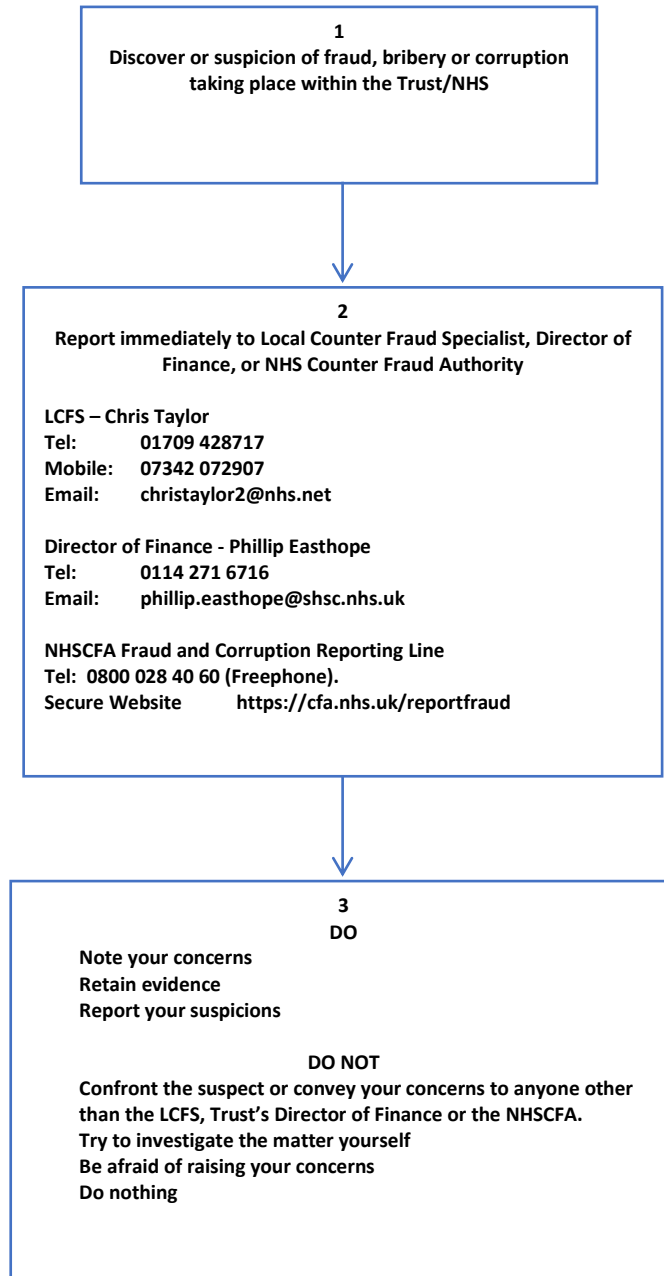 1
Discover or suspicion of fraud, bribery or corruption
taking place within the Trust/NHS
2
Report immediately to Local Counter Fraud Specialist, Director of
Finance, or NHS Counter Fraud Authority
LCFS – Chris Taylor
Tel: 01709 428717
Mobile: 07342 072907
Email: christaylor2@nhs.net
Director of Finance - Phillip Easthope
Tel: 0114 271 6716
Email: phillip.easthope@shsc.nhs.uk
NHSCFA Fraud and Corruption Reporting Line
Tel: 0800 028 40 60 (Freephone).
Secure Website https://cfa.nhs.uk/reportfraud
3
DO
Note your concerns
Retain evidence
Report your suspicions
DO NOT
Confront the suspect or convey your concerns to anyone other
than the LCFS, Trust’s Director of Finance or the NHSCFA.
Try to investigate the matter yourself
Be afraid of raising your concerns
Do nothing